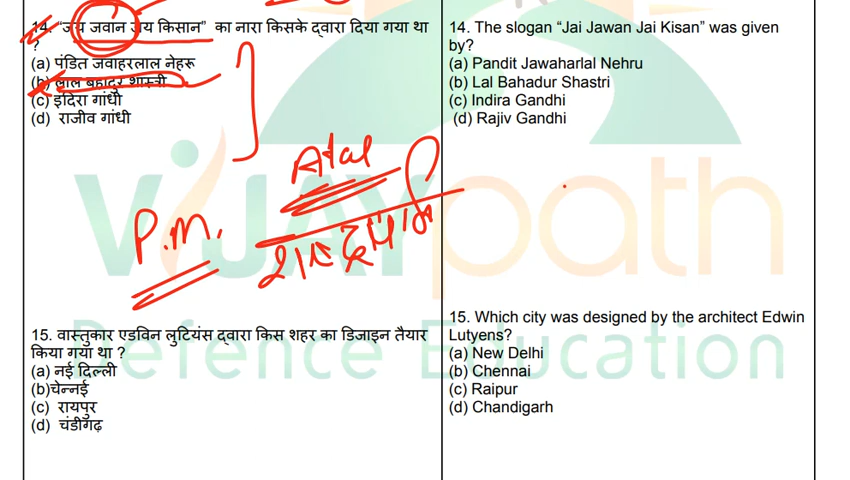 14. “जय जवान जय किसान” का नारा किसके द्वारा दिया गया था
?
(a) पंडित जवाहरलाल नेहरू
(b) लाल बहादुर शास्त्री
(c) इंदिरा गांधी
(d) राजीव गांधी
Atal
P.M.
15. वास्तुकार एडविन लुटियंस द्वारा किस शहर का डिजाइन तैयार
किया गया था ?
(a) नई दिल्ली
(b)चेन्नई
(c) रायपुर
(d) चंडीगढ़
14. The slogan “Jai Jawan Jai Kisan” was given
by?
(a) Pandit Jawaharlal Nehru
(b) Lal Bahadur Shastri
(c) Indira Gandhi
(d) Rajiv Gandhi
15. Which city was designed by the architect Edwin
Lutyens?
(a) New Delhi
(b) Chennai
(c) Raipur
(d) Chandigarh
ViJAYpath
Defence Education